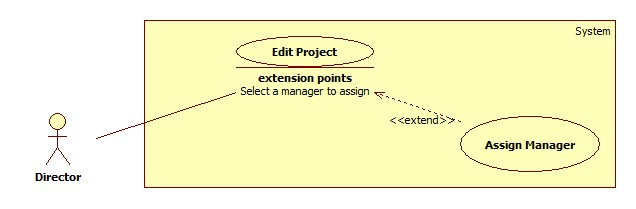 System
Edit Project
extension points
Select a manager to assign
<<extend>>
Assign Manager
Director